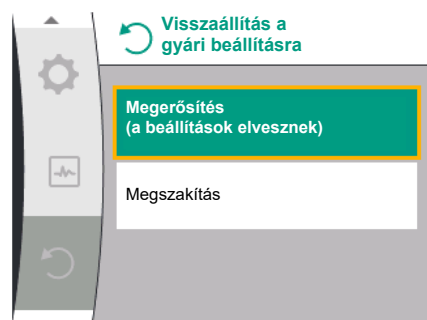 Visszaállítás a
gyári beállításra
Megerősítés
(a beállítások elvesznek)
Megszakítás